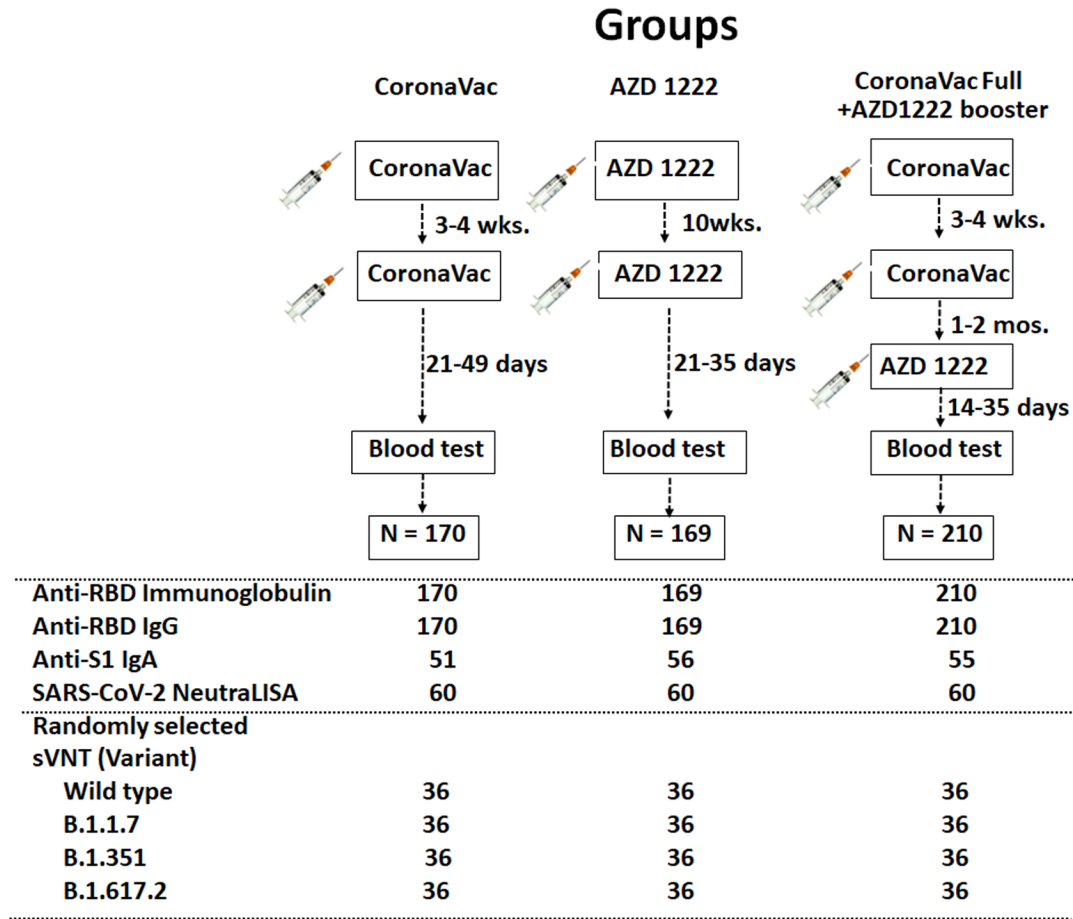 Groups
CoronaVac AZD 1222 CoronaVac Full
+AZD1222 booster
CoronaVac AZD 1222 CoronaVac
3-4 wks. 10wks. 3-4 wks.
CoronaVac AZD 1222 CoronaVac
1-2 mos.
21-49 days 21-35 days AZD 1222
14-35 days
Blood test Blood test Blood test
N = 170 N = 169 N = 210
Anti-RBD Immunoglobulin 170 169 210
Anti-RBD IgG 170 169 210
Anti-S1 IgA 51 56 55
SARS-CoV-2 NeutraLISA 60 60 60
Randomly selected
sVNT (Variant)
Wild type 36 36 36
B.1.1.7 36 36 36
B.1.351 36 36 36
B.1.617.2 36 36 36